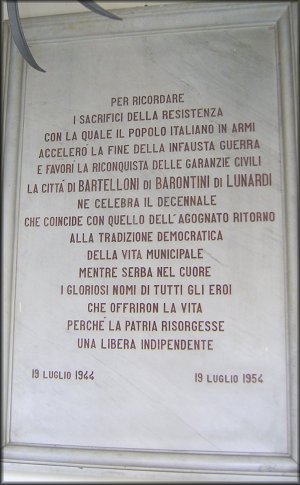 PER RICORDARE
I SACRIFICI DELLA RESISTENZA
CON LA QUALE IL POPOLO ITALIANO IN ARMI
ACCELERO' LA FINE DELLA INFAUSTA GUERRA
E FAVORÌ LA RICONQUISTA DELLE GARANZIE CIVILI
LA CITTÀ DI BARTELLONI DI BARONTINI DI LUNARDI
NE CELEBRA IL DECENNALE
CHE COINCIDE CON QUELLO DELL'AGOGNATO RITORNO
ALLA TRADIZIONE DEMOCRATICA
DELLA VITA MUNICIPALE
MENTRE SERBA NEL CUORE
I GLORIOSI NOMI DI TUTTI GLI EROI
CHE OFFRIRON LA VITA
PERCHÈ LA PATRIA RISORGESSE
UNA LIBERA INDIPENDENTE
19 LUGLIO 1944 19 LUGLIO 1954